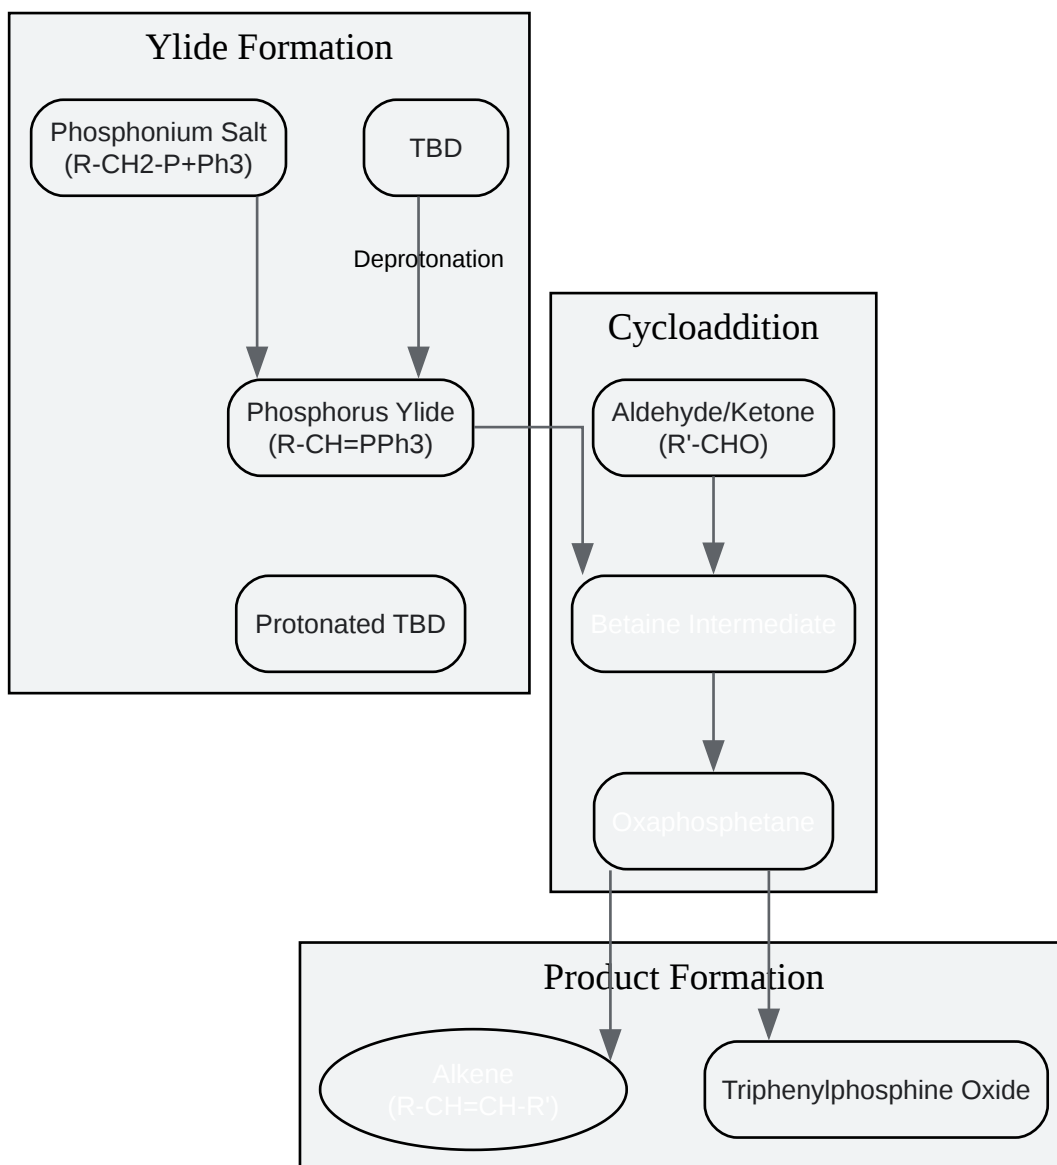 Ylide Formation
Phosphonium Salt
(R-CH2-P+Ph3)
TBD
Deprotonation
Cycloaddition
Phosphorus Ylide
(R-CH=PPh3)
Aldehyde/Ketone
(R'-CHO)
Protonated TBD
Betaine Intermediate
Oxaphosphetane
Product Formation
Alkene
(R-CH=CH-R')
Triphenylphosphine Oxide